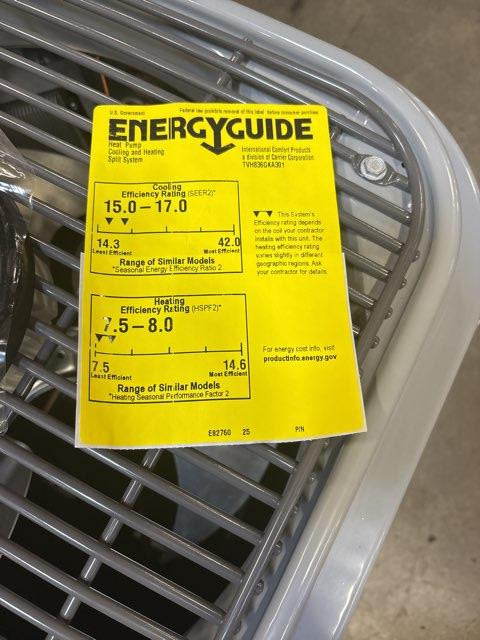 U.S. Government
Federal law prohibits removal of this label before consumer purchase.
ENERGYGUIDE
Heat Pump
Cooling and Heating
Split System
International Comfort Products
a division of Carrier Corporation
TVH836GKA301
Cooling
Efficiency Rating (SEER2)*
15.0 – 17.0
14.3
Least Efficient
42.0
Most Efficient
Range of Similar Models
*Seasonal Energy Efficiency Ratio 2
This System's
Efficiency rating depends
on the coil your contractor
installs with this unit. The
heating efficiency rating
varies slightly in different
geographic regions. Ask
your contractor for details.
Heating
Efficiency Rating (HSPF2)*
7.5 – 8.0
7.5
Least Efficient
14.6
Most Efficient
Range of Similar Models
*Heating Seasonal Performance Factor 2
For energy cost info, visit
productinfo.energy.gov
E82760 25 P/N